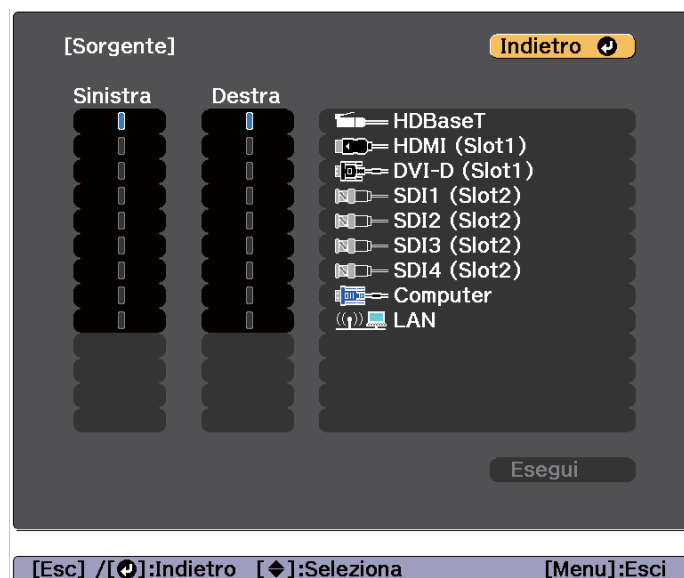 [Sorgente]
Indietro
Sinistra
Destra
HDBaseT
HDMI (Slot1)
DVI-D (Slot1)
SDI1 (Slot2)
SDI2 (Slot2)
SDI3 (Slot2)
SDI4 (Slot2)
Computer
LAN
Esegui
[Esc] /[⏎]:Indietro [◆]:Seleziona [Menu]:Esci